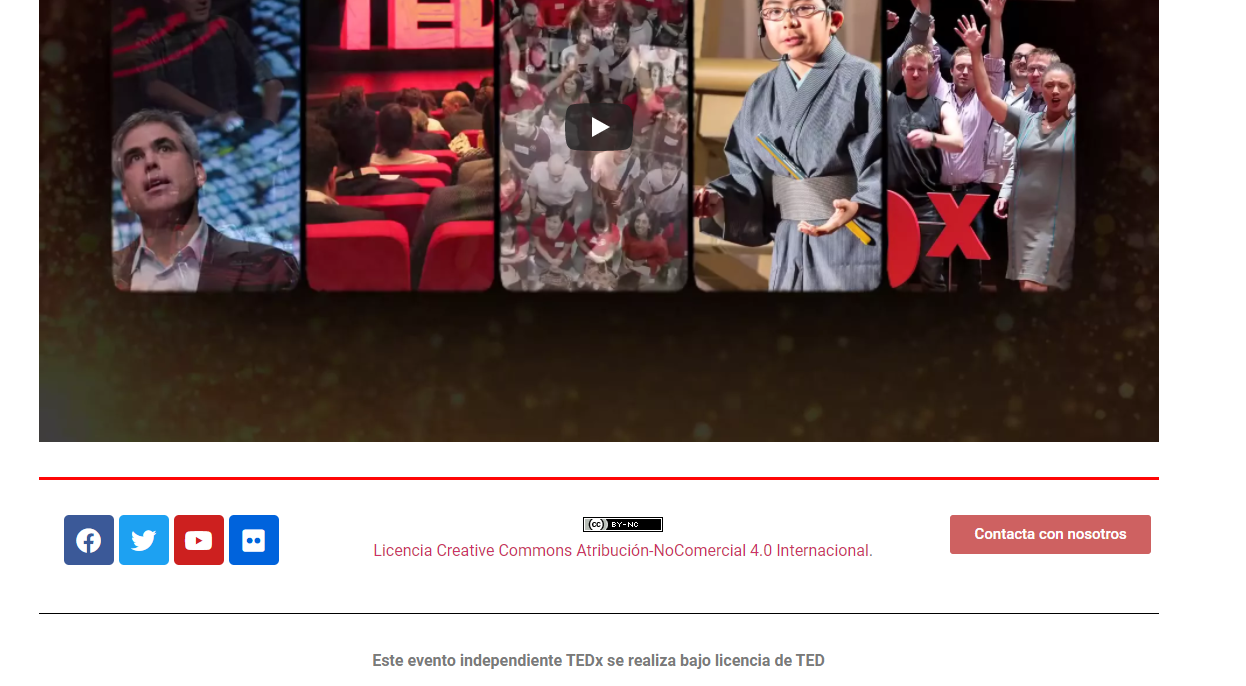 TED
DX
cc BY-NC
Licencia Creative Commons Atribución-NoComercial 4.0 Internacional.
Contacta con nosotros
Este evento independiente TEDx se realiza bajo licencia de TED